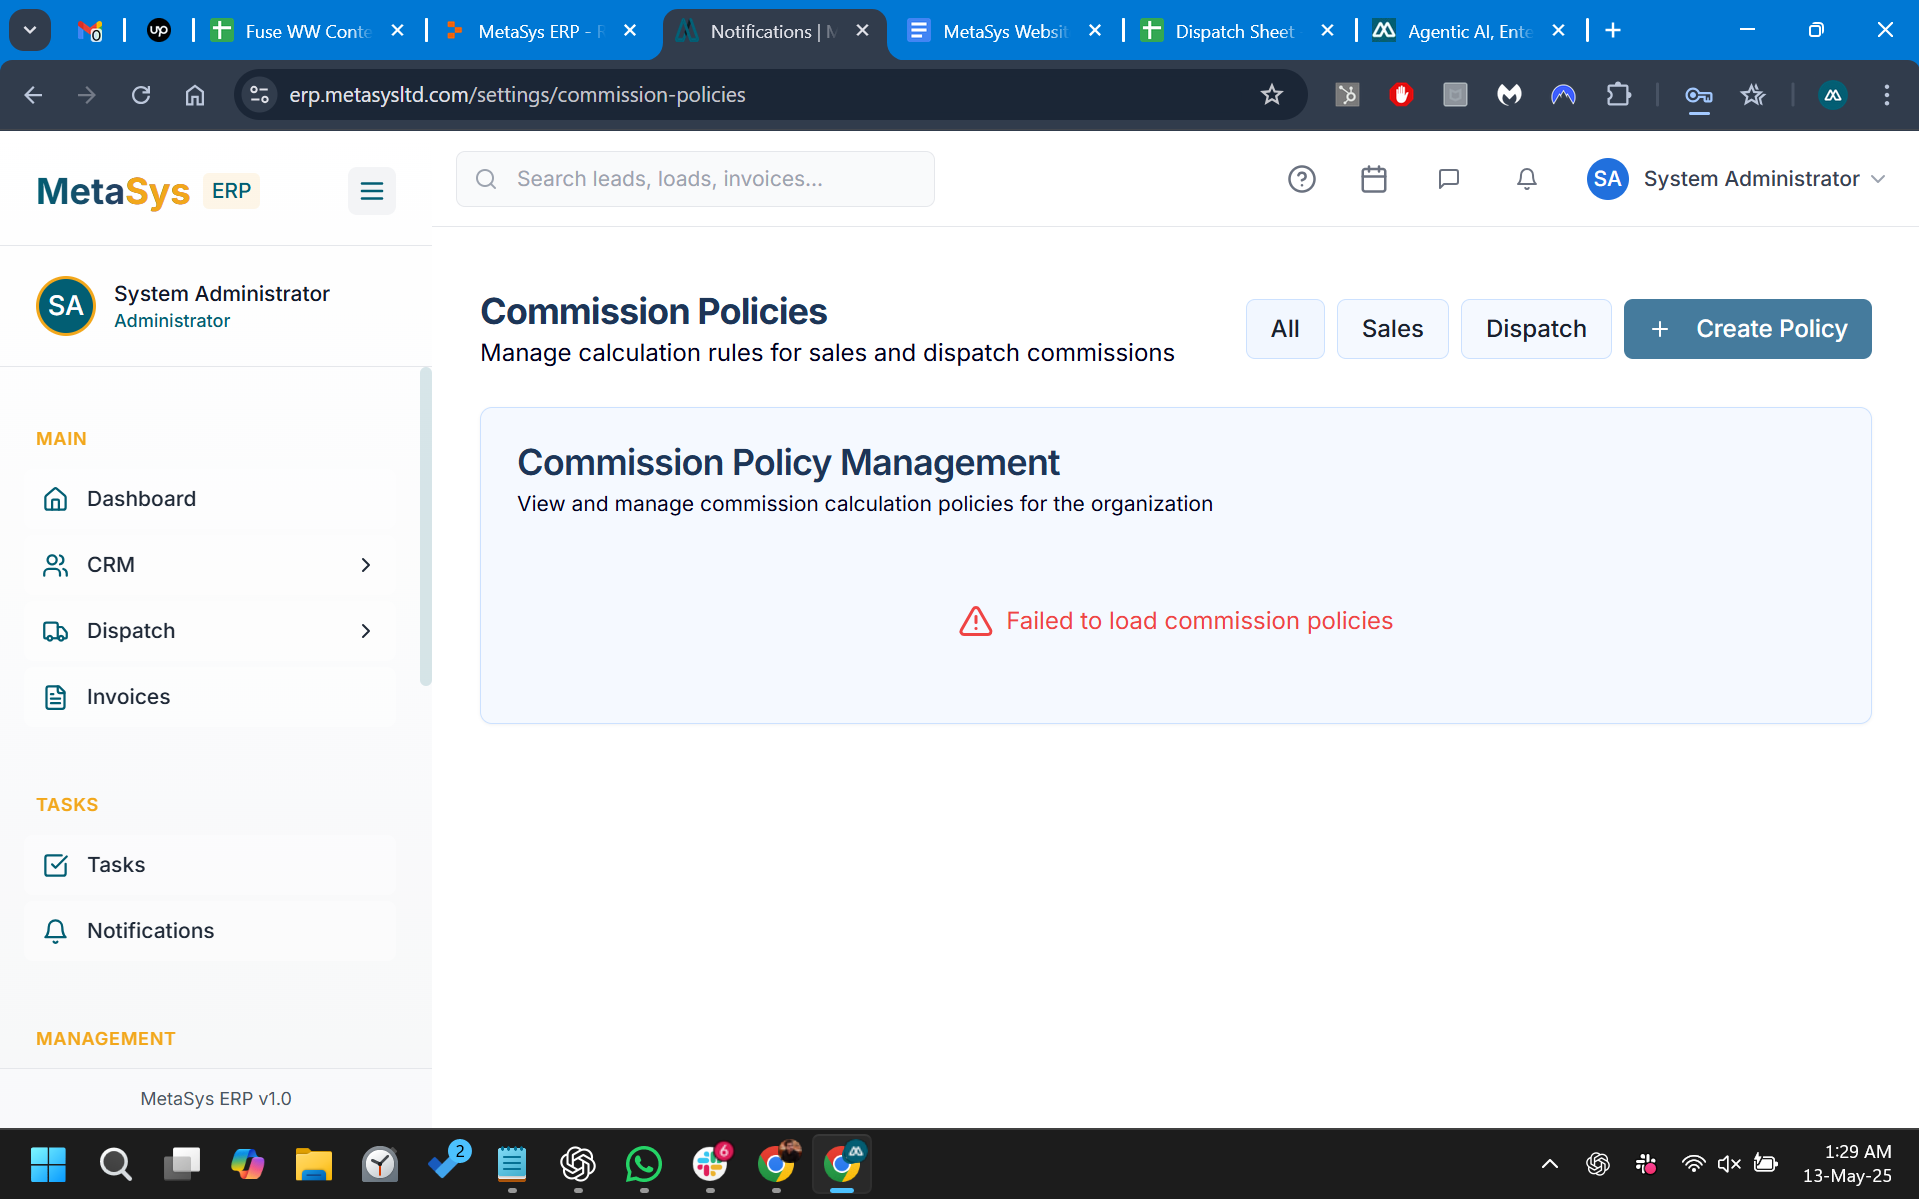 Fuse WW Conte
MetaSys ERP - R
Notifications | M
MetaSys Websit
Dispatch Sheet
Agentic AI, Ente
erp.metasysltd.com/settings/commission-policies
MetaSys ERP
Search leads, loads, invoices...
SA System Administrator
SA
System Administrator
Administrator
Commission Policies
Manage calculation rules for sales and dispatch commissions
All
Sales
Dispatch
+ Create Policy
Commission Policy Management
View and manage commission calculation policies for the organization
Failed to load commission policies
MAIN
Dashboard
CRM
Dispatch
Invoices
TASKS
Tasks
Notifications
MANAGEMENT
MetaSys ERP v1.0
2
6
1:29 AM
13-May-25